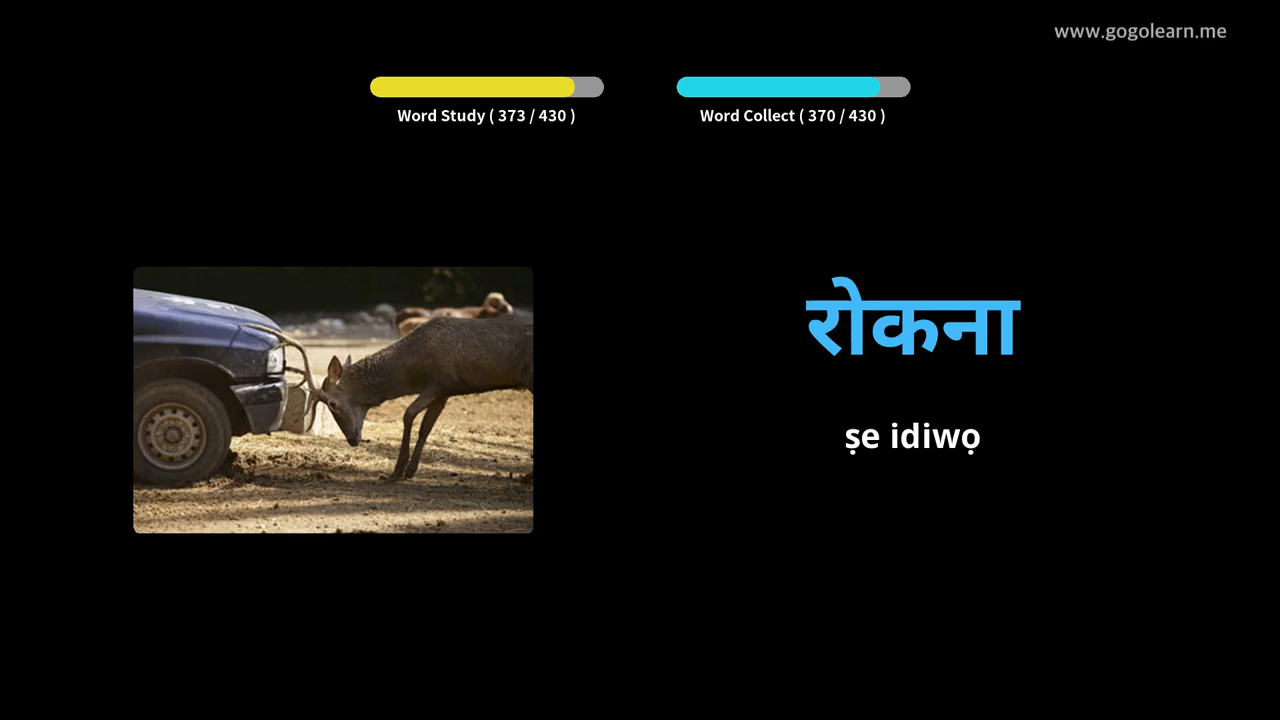 www.gogolearn.me
Word Study ( 373 / 430 )
Word Collect ( 370 / 430 )
रोकना
ṣe idiwọ